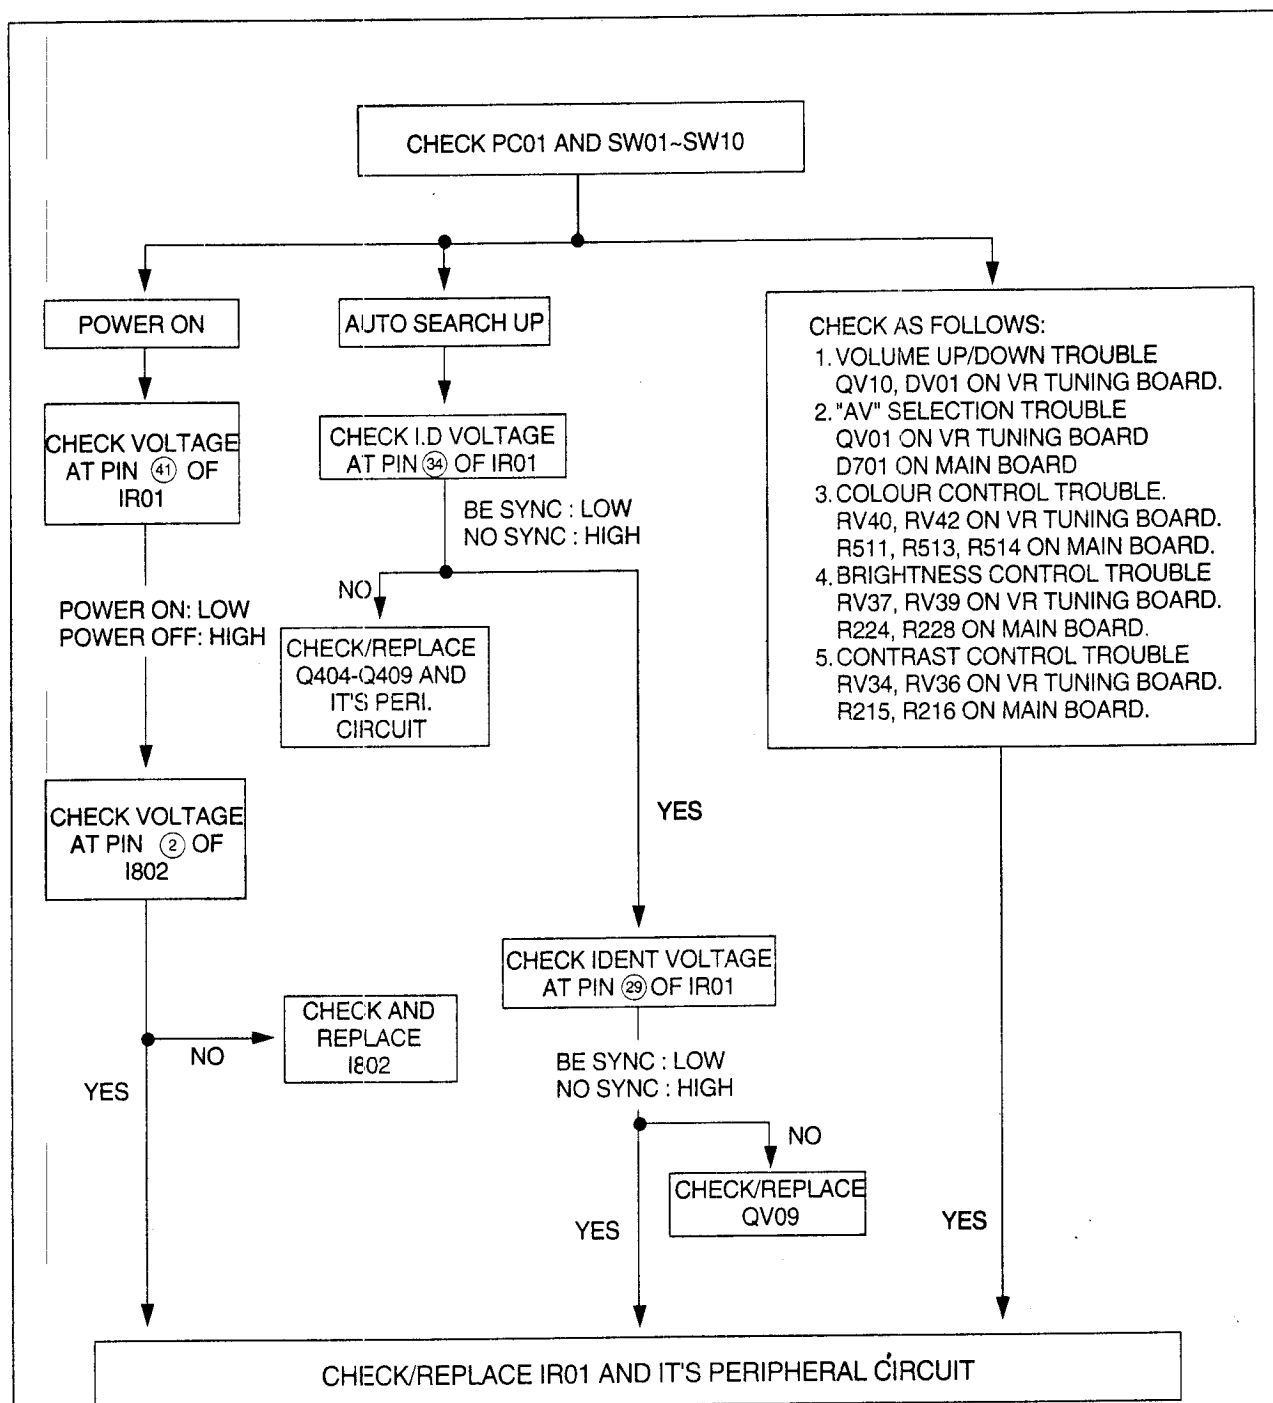 CHECK PC01 AND SW01~SW10
POWER ON
CHECK VOLTAGE
AT PIN 41 OF
IR01
POWER ON: LOW
POWER OFF: HIGH
CHECK VOLTAGE
AT PIN 2 OF
I802
NO
CHECK AND
REPLACE
I802
YES
AUTO SEARCH UP
CHECK I.D VOLTAGE
AT PIN 34 OF IR01
BE SYNC : LOW
NO SYNC : HIGH
NO
CHECK/REPLACE
Q404-Q409 AND
IT'S PERI.
CIRCUIT
YES
CHECK IDENT VOLTAGE
AT PIN 29 OF IR01
BE SYNC : LOW
NO SYNC : HIGH
NO
CHECK/REPLACE
QV09
YES
CHECK AS FOLLOWS:
1. VOLUME UP/DOWN TROUBLE
QV10, DV01 ON VR TUNING BOARD.
2. "AV" SELECTION TROUBLE
QV01 ON VR TUNING BOARD
D701 ON MAIN BOARD
3. COLOUR CONTROL TROUBLE.
RV40, RV42 ON VR TUNING BOARD.
R511, R513, R514 ON MAIN BOARD.
4. BRIGHTNESS CONTROL TROUBLE
RV37, RV39 ON VR TUNING BOARD.
R224, R228 ON MAIN BOARD.
5. CONTRAST CONTROL TROUBLE
RV34, RV36 ON VR TUNING BOARD.
R215, R216 ON MAIN BOARD.
YES
CHECK/REPLACE IR01 AND IT'S PERIPHERAL CIRCUIT